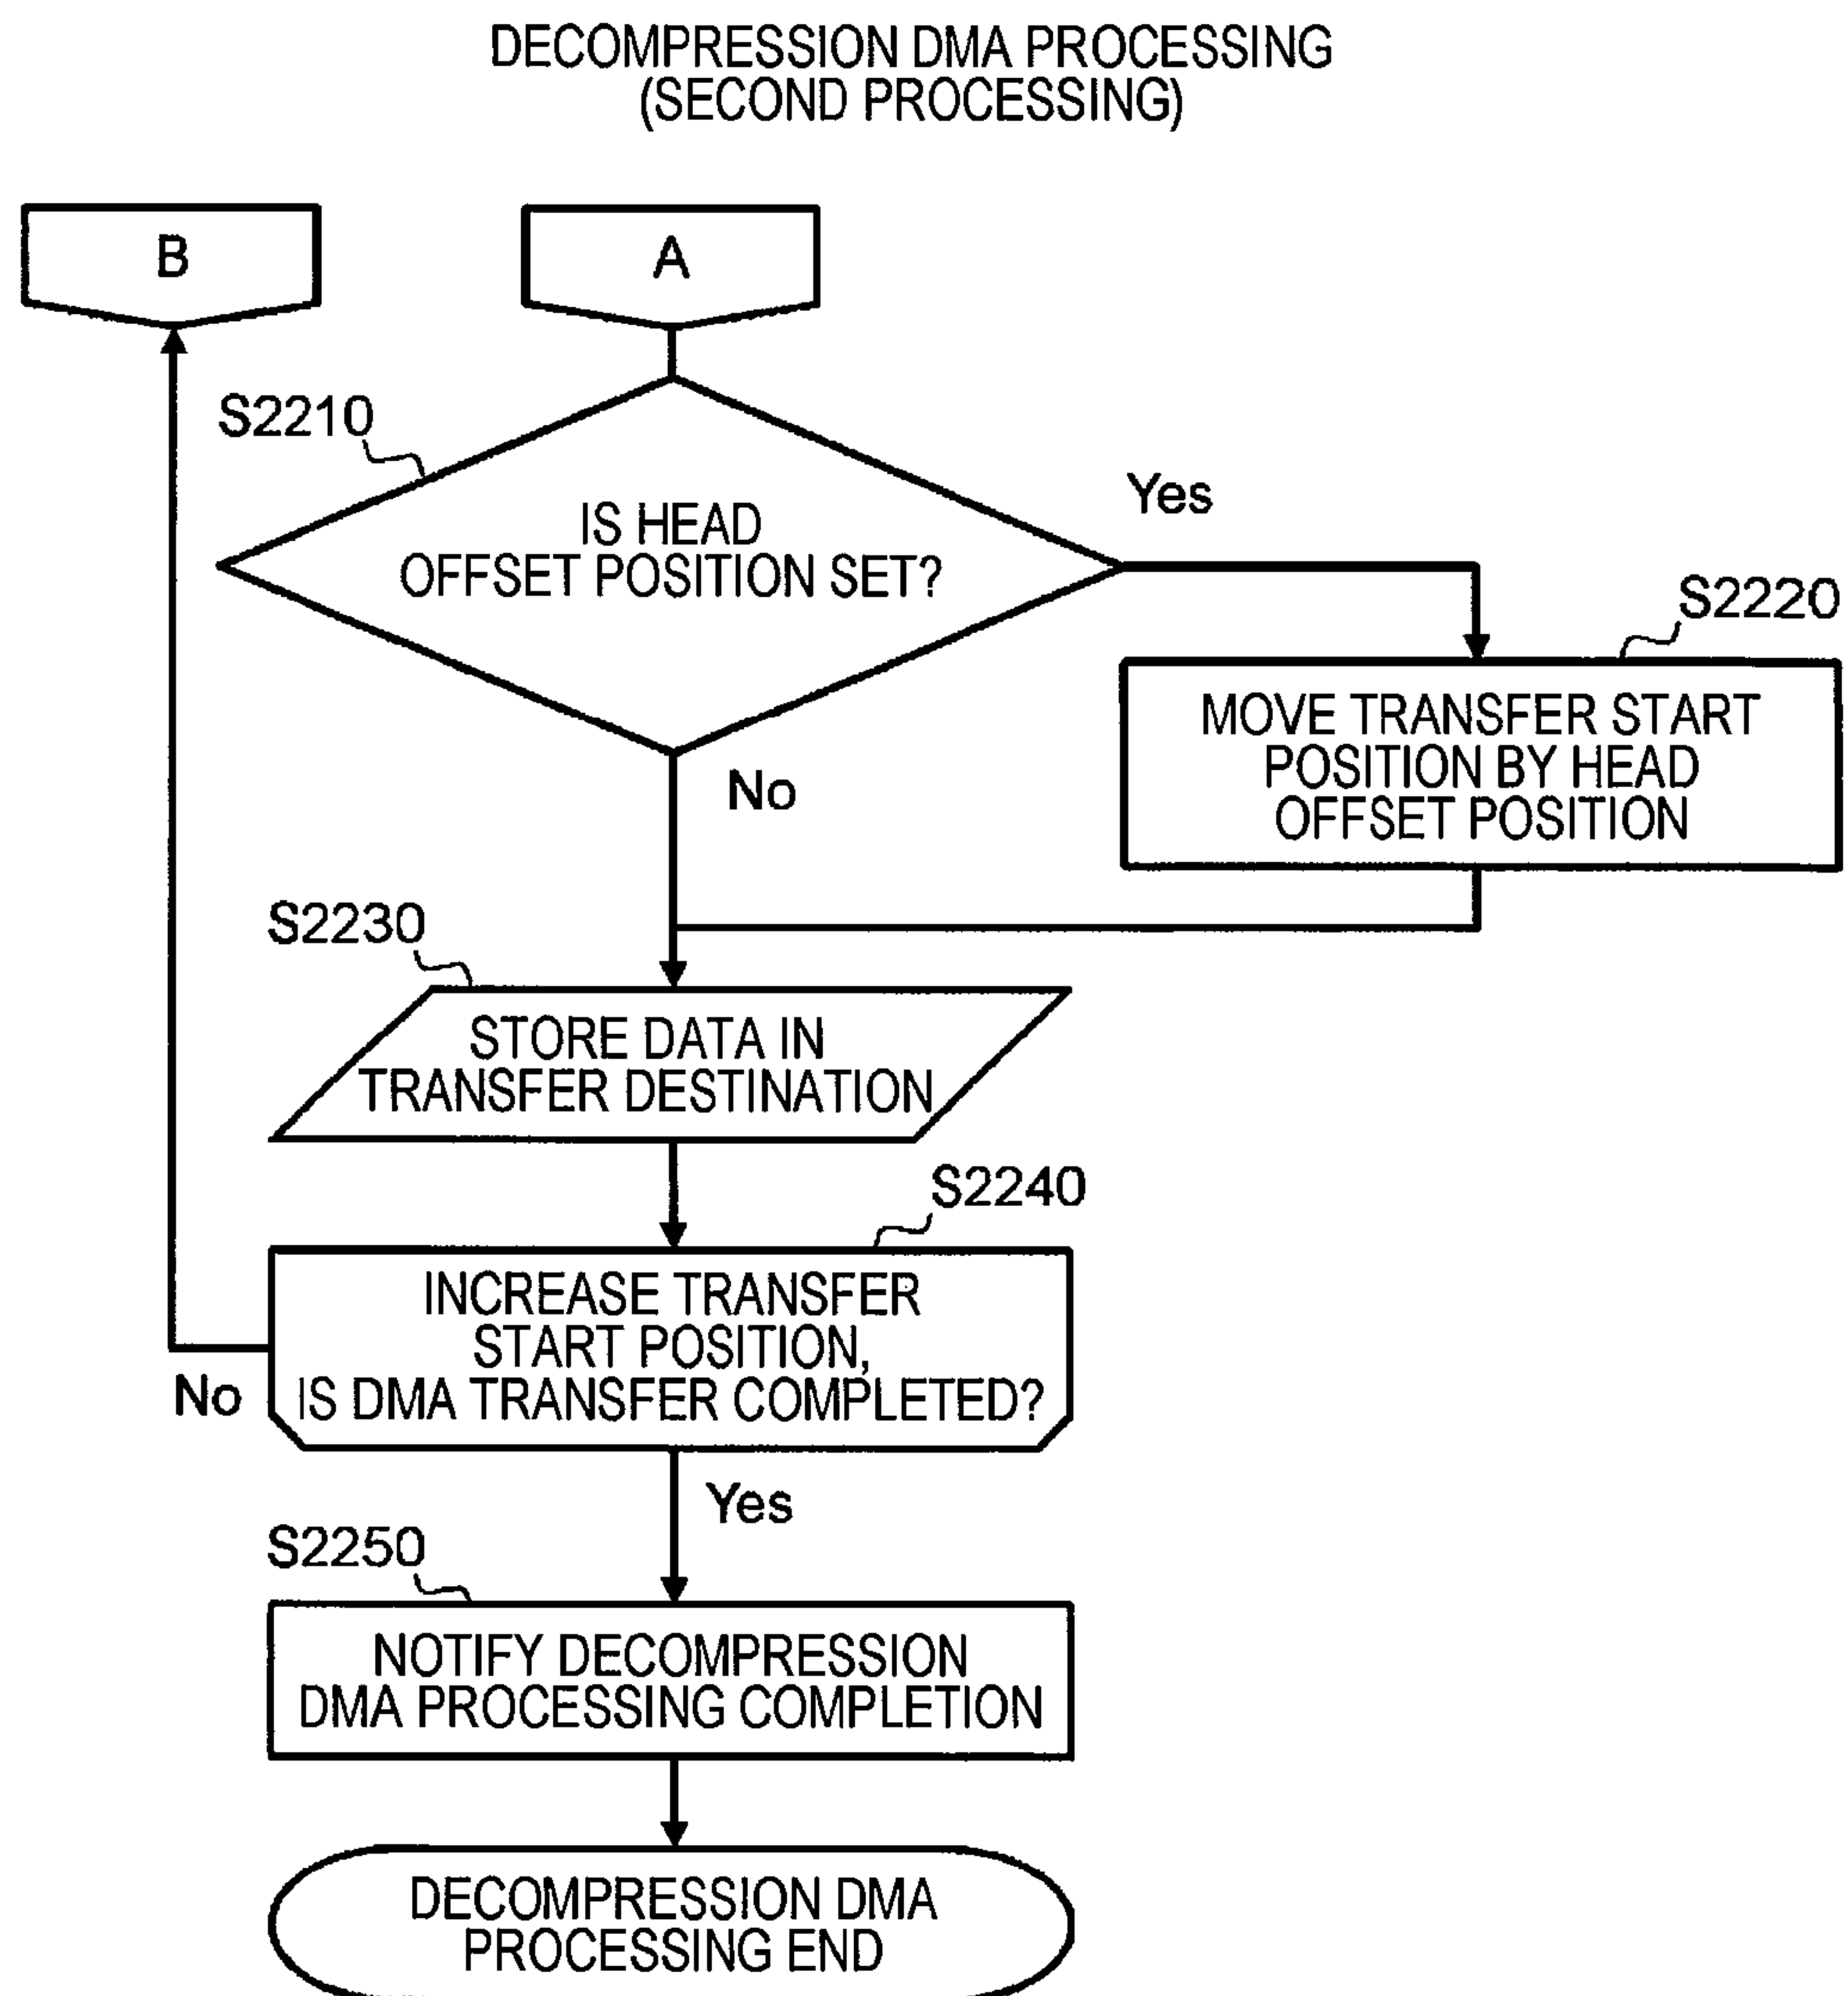 DECOMPRESSION DMA PROCESSING
(SECOND PROCESSING)
B
A
S2210
IS HEAD
OFFSET POSITION SET?
Yes
S2220
MOVE TRANSFER START
POSITION BY HEAD
OFFSET POSITION
No
S2230
STORE DATA IN
TRANSFER DESTINATION
S2240
INCREASE TRANSFER
START POSITION,
IS DMA TRANSFER COMPLETED?
No
Yes
S2250
NOTIFY DECOMPRESSION
DMA PROCESSING COMPLETION
DECOMPRESSION DMA
PROCESSING END